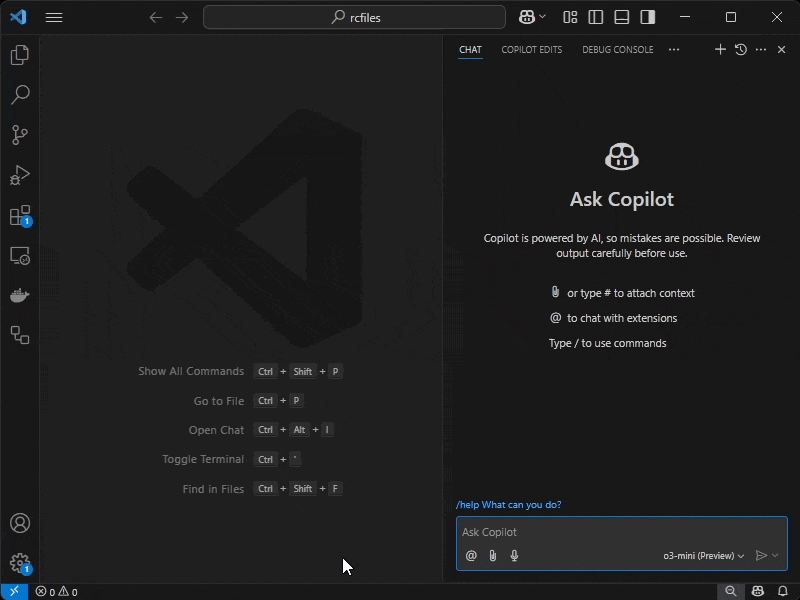 rcfiles
CHAT
COPILOT EDITS
DEBUG CONSOLE
Ask Copilot
Copilot is powered by AI, so mistakes are possible. Review
output carefully before use.
or type # to attach context
@ to chat with extensions
Type / to use commands
Show All Commands Ctrl + Shift + P
Go to File Ctrl + P
Open Chat Ctrl + Alt + I
Toggle Terminal Ctrl + `
Find in Files Ctrl + Shift + F
/help What can you do?
Ask Copilot
@
o3-mini (Preview)
1
1
0 0